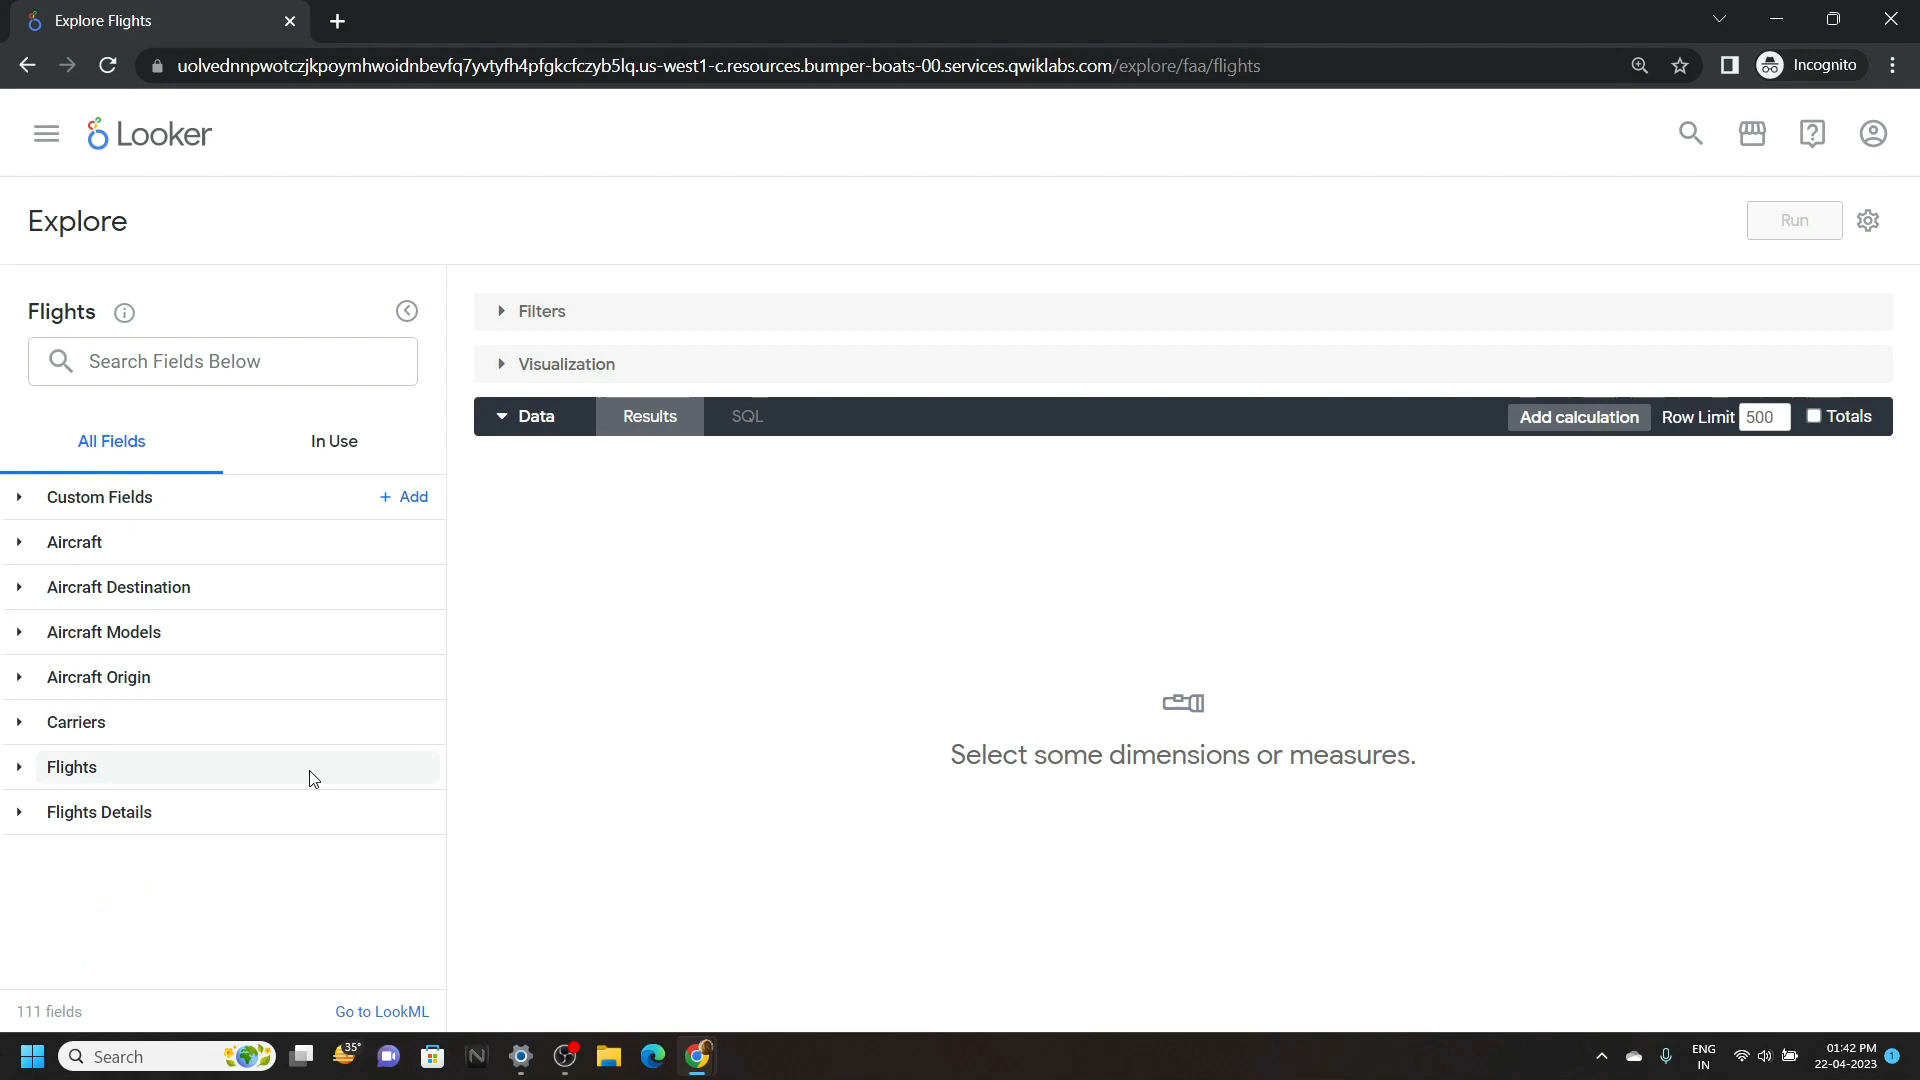 Explore Flights
uolvednnpwotczjkpoymhwoidnbevfq7yvtyfh4pfgkcfczyb5lq.us-west1-c.resources.bumper-boats-00.services.qwiklabs.com/explore/faa/flights
Incognito
Looker
Explore
Run
Flights
Search Fields Below
All Fields
In Use
Custom Fields
+ Add
Aircraft
Aircraft Destination
Aircraft Models
Aircraft Origin
Carriers
Flights
Flights Details
111 fields
Go to LookML
Filters
Visualization
Data
Results
SQL
Add calculation
Row Limit
500
Totals
Select some dimensions or measures.
Search
35°
ENG
IN
01:42 PM
22-04-2023
1